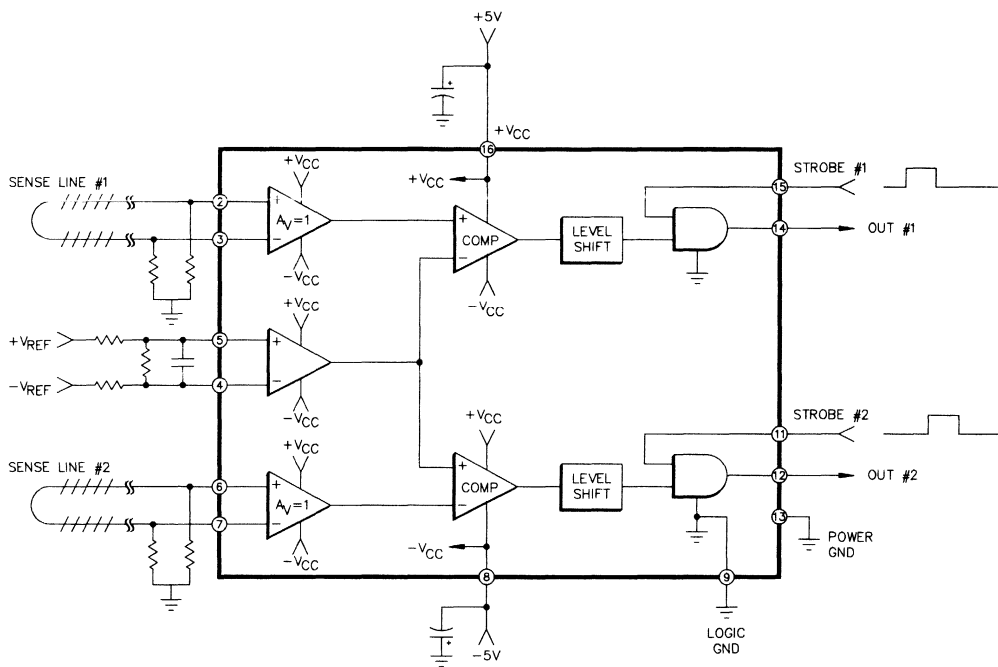 +5V
+
+VCC
16
SENSE LINE #1
2
3
+VCC
+
AV=1
−
−VCC
+VCC
+
COMP
−
−VCC
LEVEL
SHIFT
15
STROBE #1
14
OUT #1
+VREF
−VREF
5
4
+VCC
+
−
−VCC
SENSE LINE #2
6
7
+VCC
+
AV=1
−
−VCC
+VCC
+
COMP
−
−VCC
8
LEVEL
SHIFT
11
STROBE #2
12
OUT #2
13
POWER
GND
9
LOGIC
GND
+
−5V